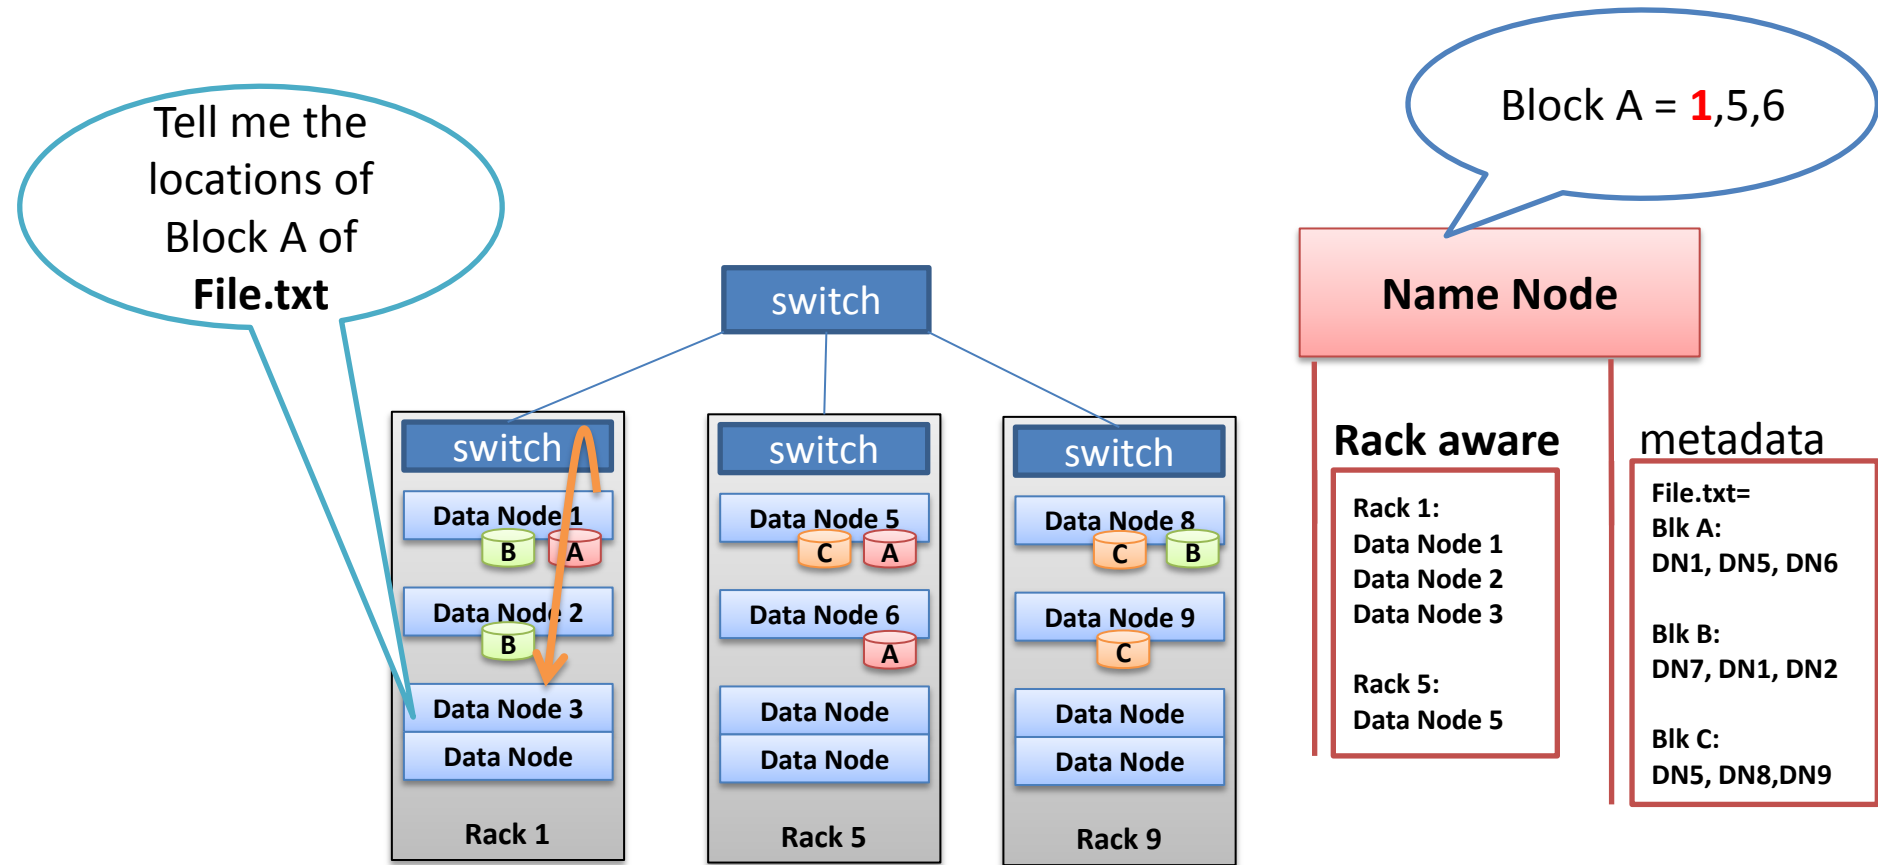 Tell me the
locations of
Block A of
File.txt
Block A = 1,5,6
switch
Name Node
switch
Data Node 1
B
A
Data Node 2
B
Data Node 3
Data Node
Rack 1
switch
Data Node 5
C
A
Data Node 6
A
Data Node
Data Node
Rack 5
switch
Data Node 8
C
B
Data Node 9
C
Data Node
Data Node
Rack 9
Rack aware
Rack 1:
Data Node 1
Data Node 2
Data Node 3
Rack 5:
Data Node 5
metadata
File.txt=
Blk A:
DN1, DN5, DN6
Blk B:
DN7, DN1, DN2
Blk C:
DN5, DN8,DN9